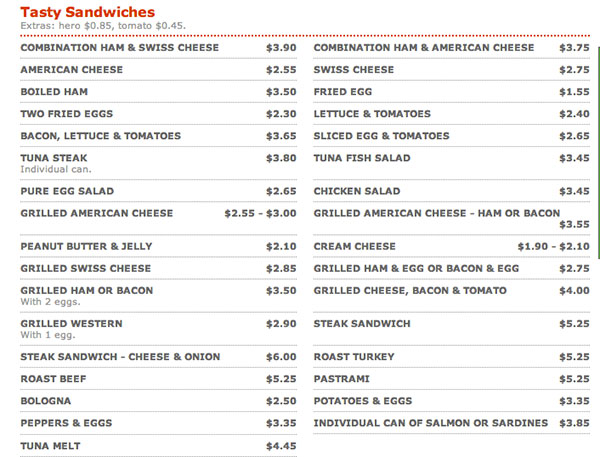 Tasty Sandwiches
Extras: hero $0.85, tomato $0.45.
COMBINATION HAM & SWISS CHEESE $3.90
COMBINATION HAM & AMERICAN CHEESE $3.75
AMERICAN CHEESE $2.55
SWISS CHEESE $2.75
BOILED HAM $3.50
FRIED EGG $1.55
TWO FRIED EGGS $2.30
LETTUCE & TOMATOES $2.40
BACON, LETTUCE & TOMATOES $3.65
SLICED EGG & TOMATOES $2.65
TUNA STEAK $3.80
Individual can.
TUNA FISH SALAD $3.45
PURE EGG SALAD $2.65
CHICKEN SALAD $3.45
GRILLED AMERICAN CHEESE $2.55 - $3.00
GRILLED AMERICAN CHEESE - HAM OR BACON
$3.55
PEANUT BUTTER & JELLY $2.10
CREAM CHEESE $1.90 - $2.10
GRILLED SWISS CHEESE $2.85
GRILLED HAM & EGG OR BACON & EGG $2.75
GRILLED HAM OR BACON $3.50
With 2 eggs.
GRILLED CHEESE, BACON & TOMATO $4.00
GRILLED WESTERN $2.90
With 1 egg.
STEAK SANDWICH $5.25
STEAK SANDWICH - CHEESE & ONION $6.00
ROAST TURKEY $5.25
ROAST BEEF $5.25
PASTRAMI $5.25
BOLOGNA $2.50
POTATOES & EGGS $3.35
PEPPERS & EGGS $3.35
INDIVIDUAL CAN OF SALMON OR SARDINES $3.85
TUNA MELT $4.45